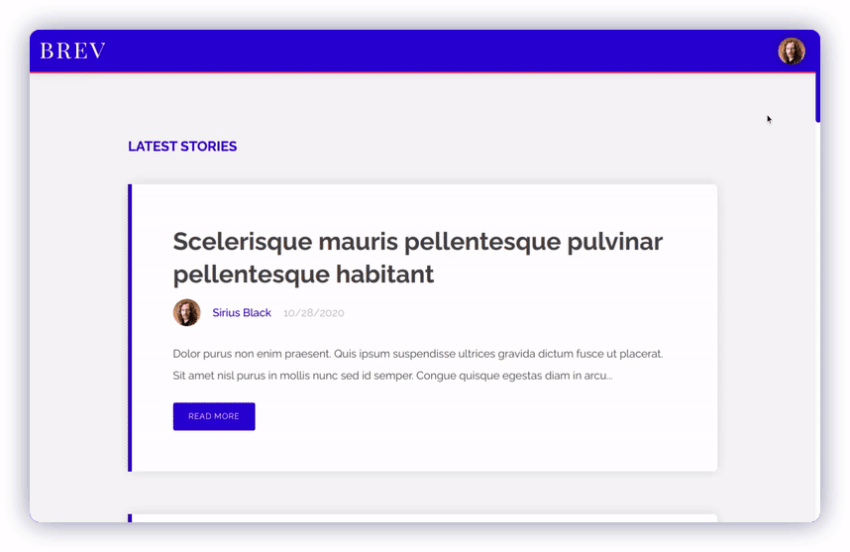 BREV
LATEST STORIES
Scelerisque mauris pellentesque pulvinar
pellentesque habitant
Sirius Black 10/28/2020
Dolor purus non enim praesent. Quis ipsum suspendisse ultrices gravida dictum fusce ut placerat.
Sit amet nisl purus in mollis nunc sed id semper. Congue quisque egestas diam in arcu...
READ MORE